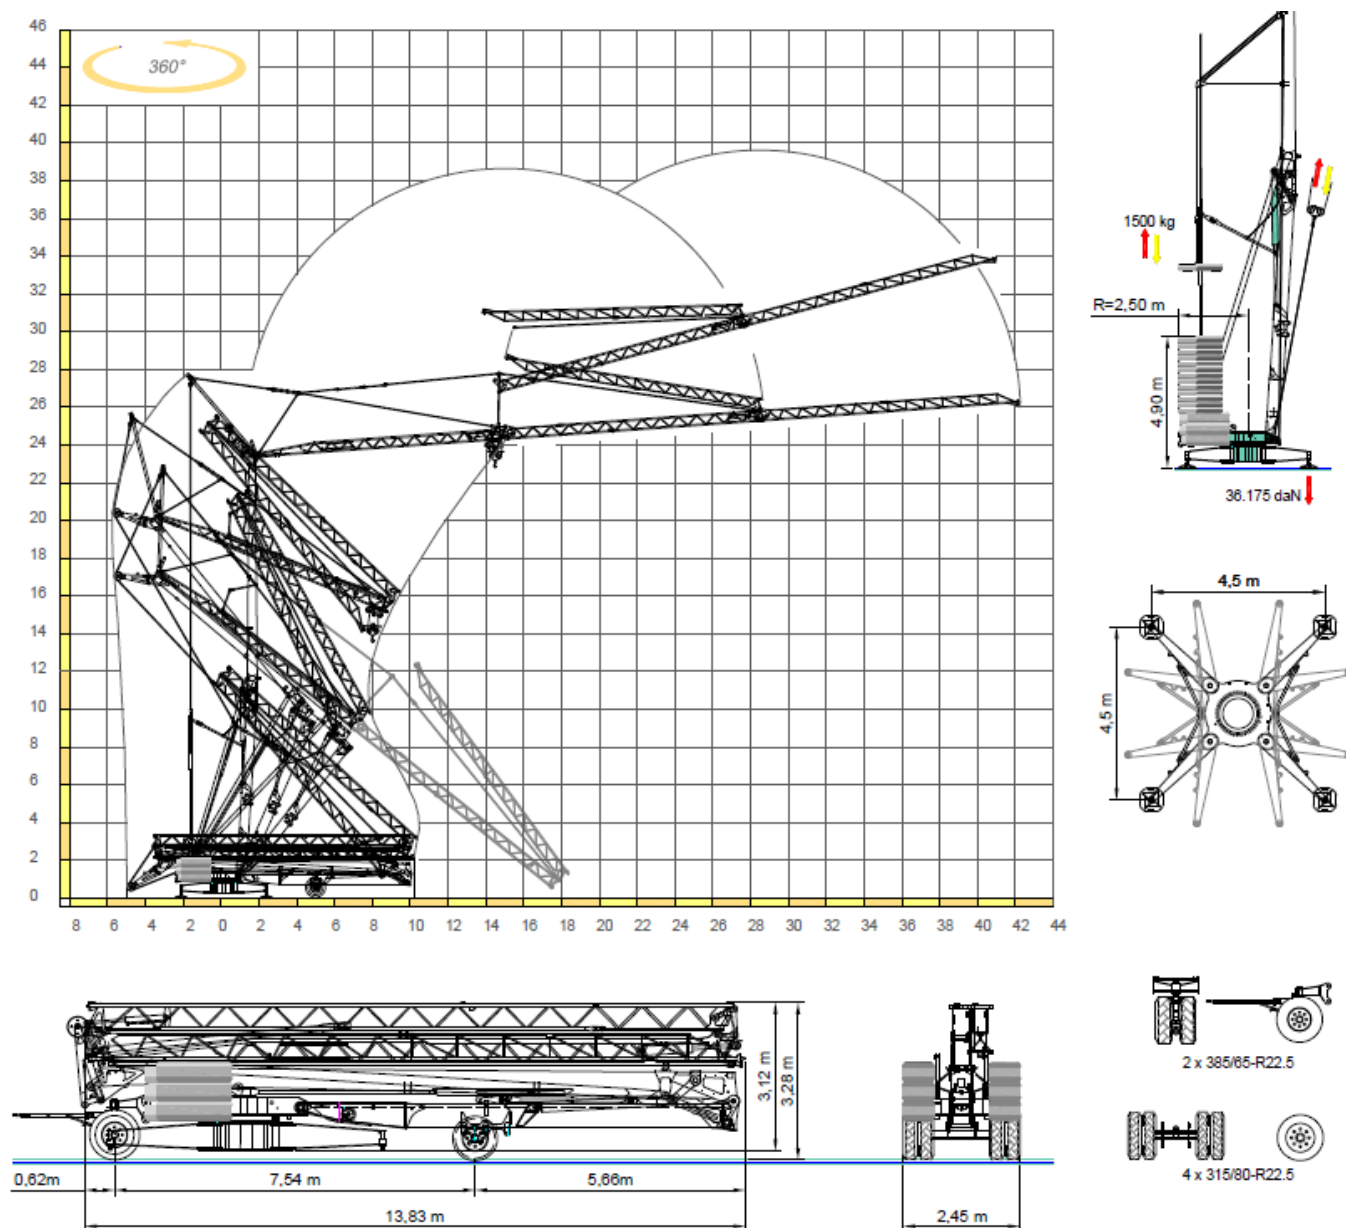 46
44
42
40
38
36
34
32
30
28
26
24
22
20
18
16
14
12
10
8
6
4
2
0
360°
8 6 4 2 0 2 4 6 8 10 12 14 16 18 20 22 24 26 28 30 32 34 36 38 40 42 44
1500 kg
R=2,50 m
4,90 m
36.175 daN
4,5 m
4,5 m
3,12 m
3,28 m
0,62m
7,54 m
5,66m
13,83 m
2,45 m
2 x 385/65-R22.5
4 x 315/80-R22.5